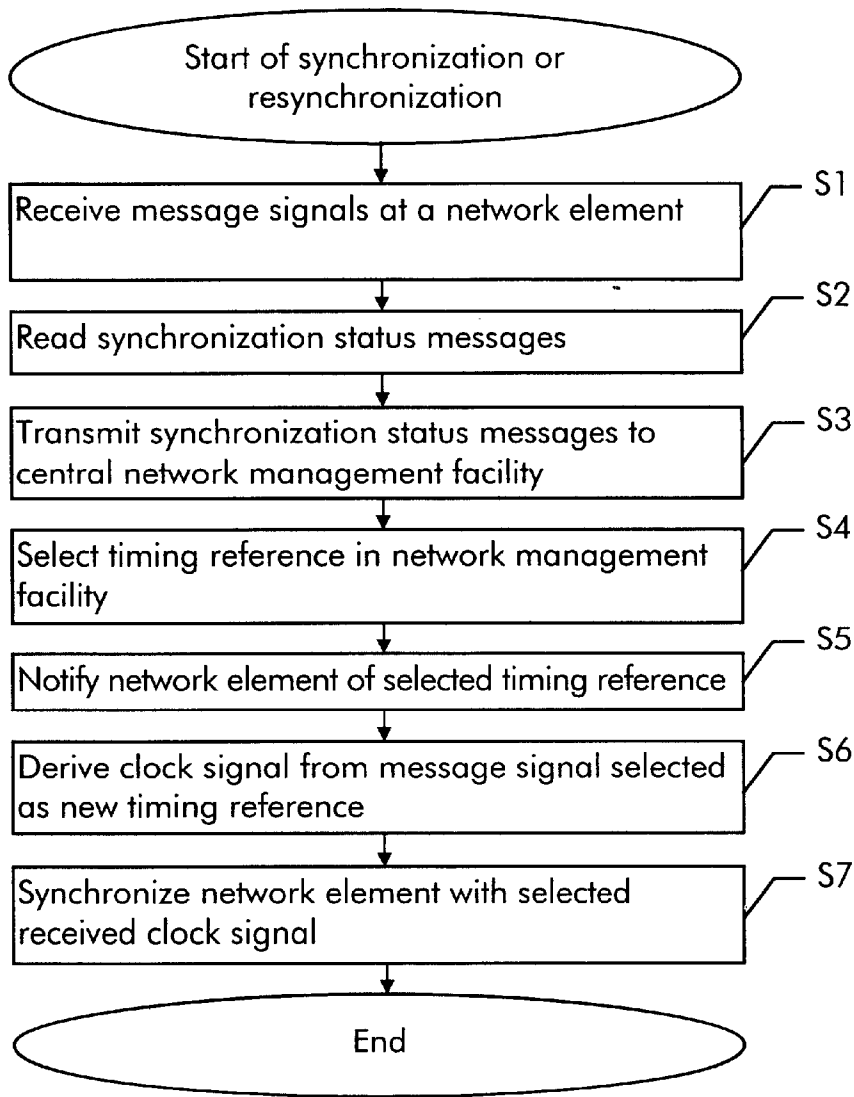 Start of synchronization or
resynchronization
Receive message signals at a network element
S1
Read synchronization status messages
S2
Transmit synchronization status messages to
central network management facility
S3
Select timing reference in network management
facility
S4
Notify network element of selected timing reference
S5
Derive clock signal from message signal selected
as new timing reference
S6
Synchronize network element with selected
received clock signal
S7
End